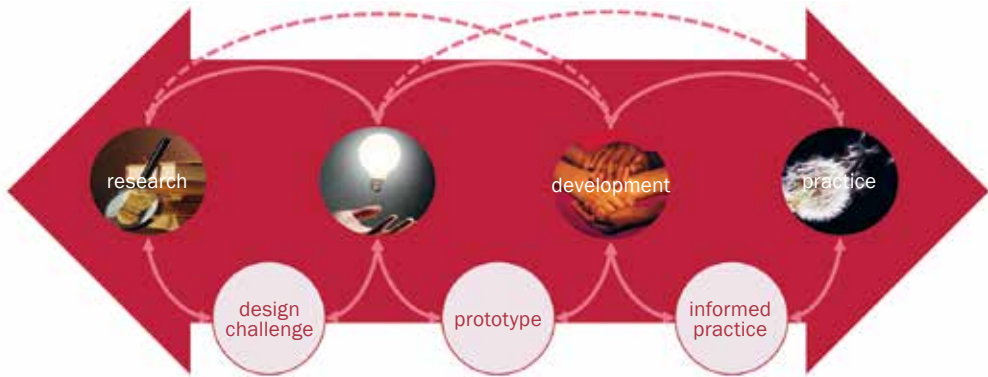 research
development
practice
design
challenge
prototype
informed
practice